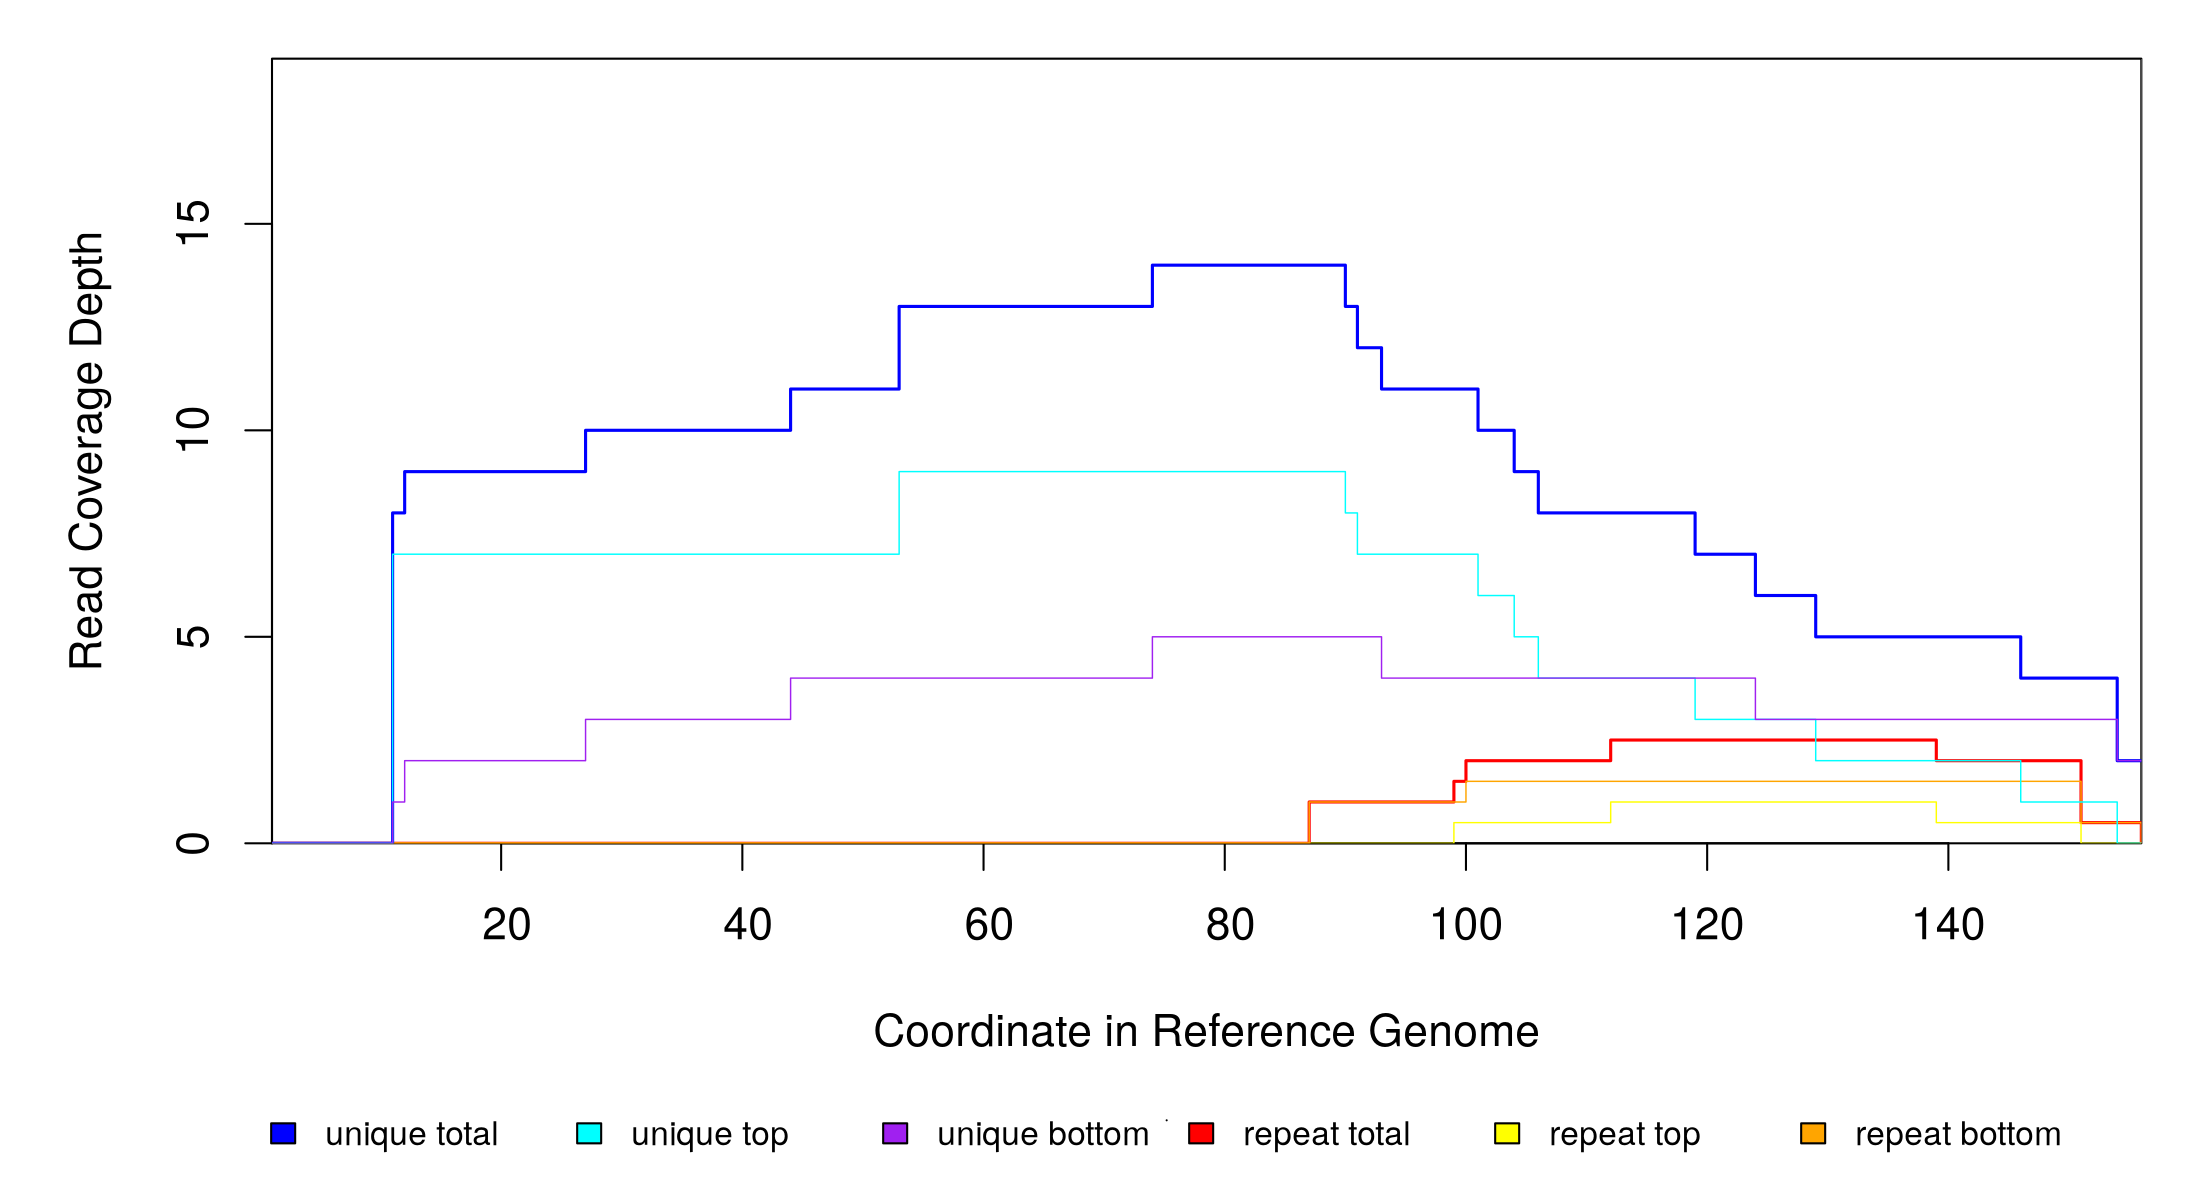 Read Coverage Depth
15
10
5
0
20 40 60 80 100 120 140
Coordinate in Reference Genome
unique total unique top unique bottom repeat total repeat top repeat bottom